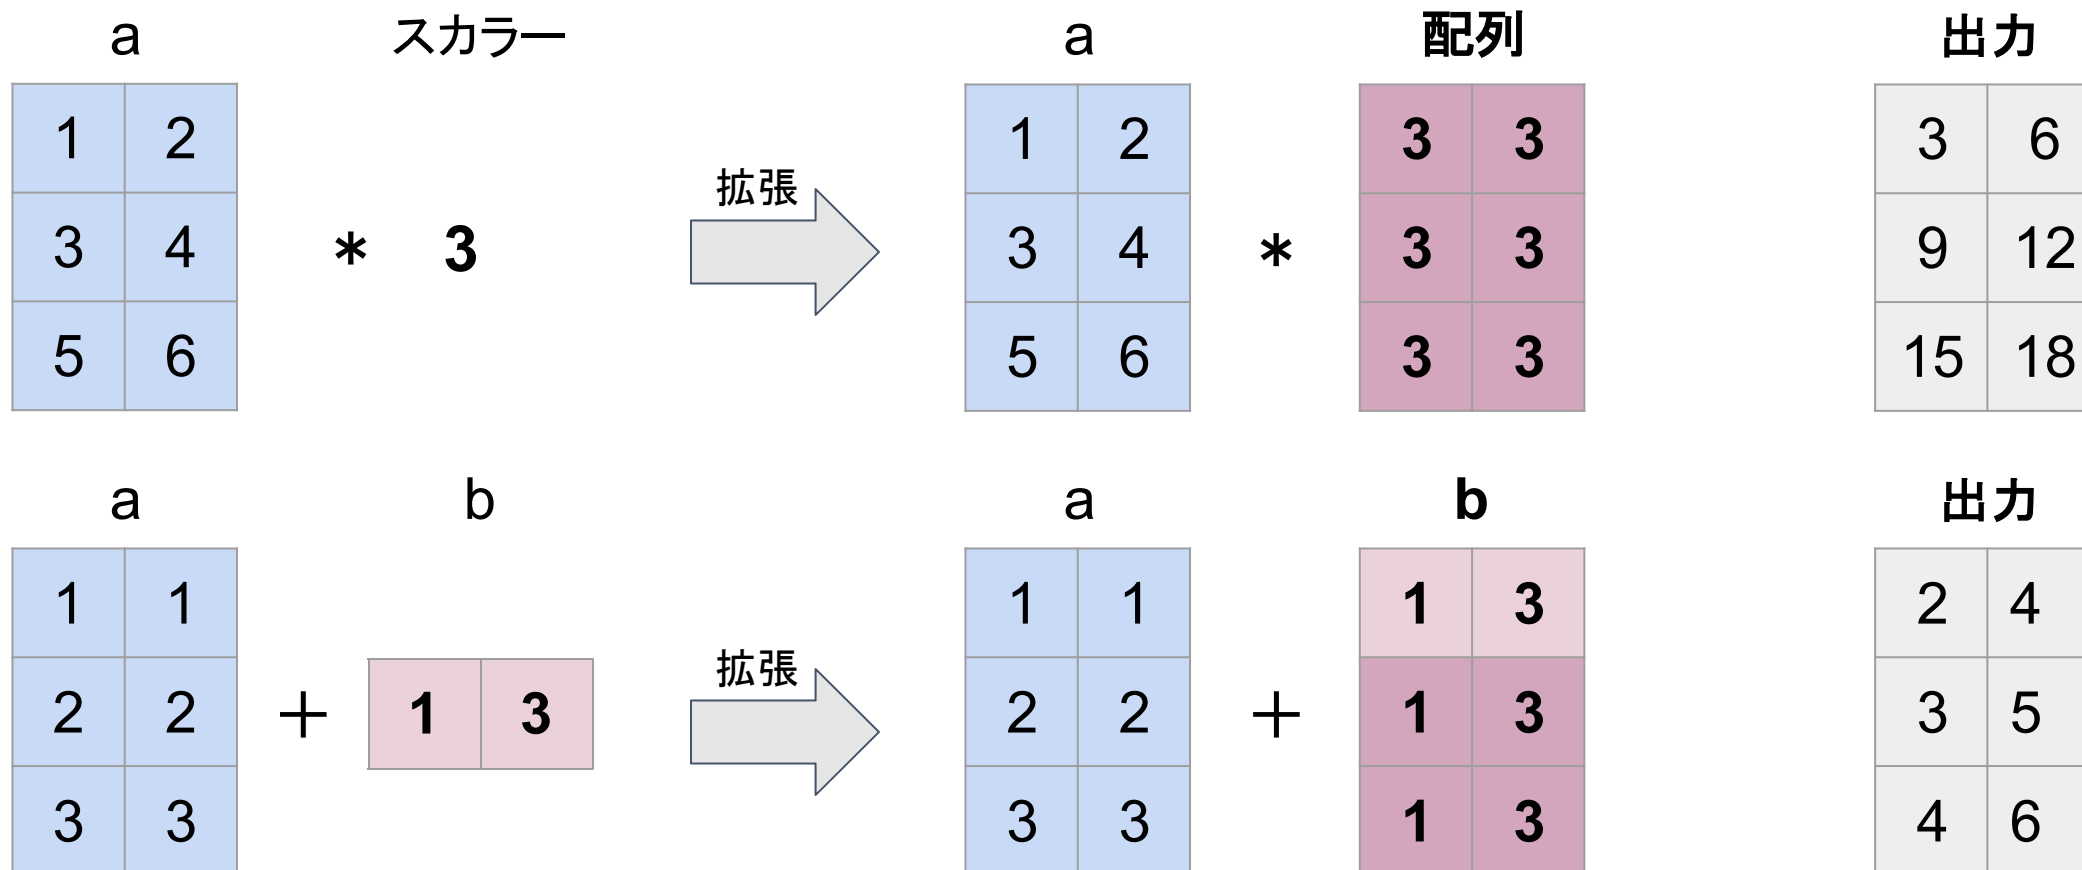 a スカラー a 配列 出力
1 2 1 2 3 3 3 6
拡張
3 4 * 3 3 4 * 3 3 9 12
5 6 5 6 3 3 15 18
a b a b 出力
1 1 1 1 1 3 2 4
拡張
2 2 + 1 3 2 2 + 1 3 3 5
3 3 3 3 1 3 4 6